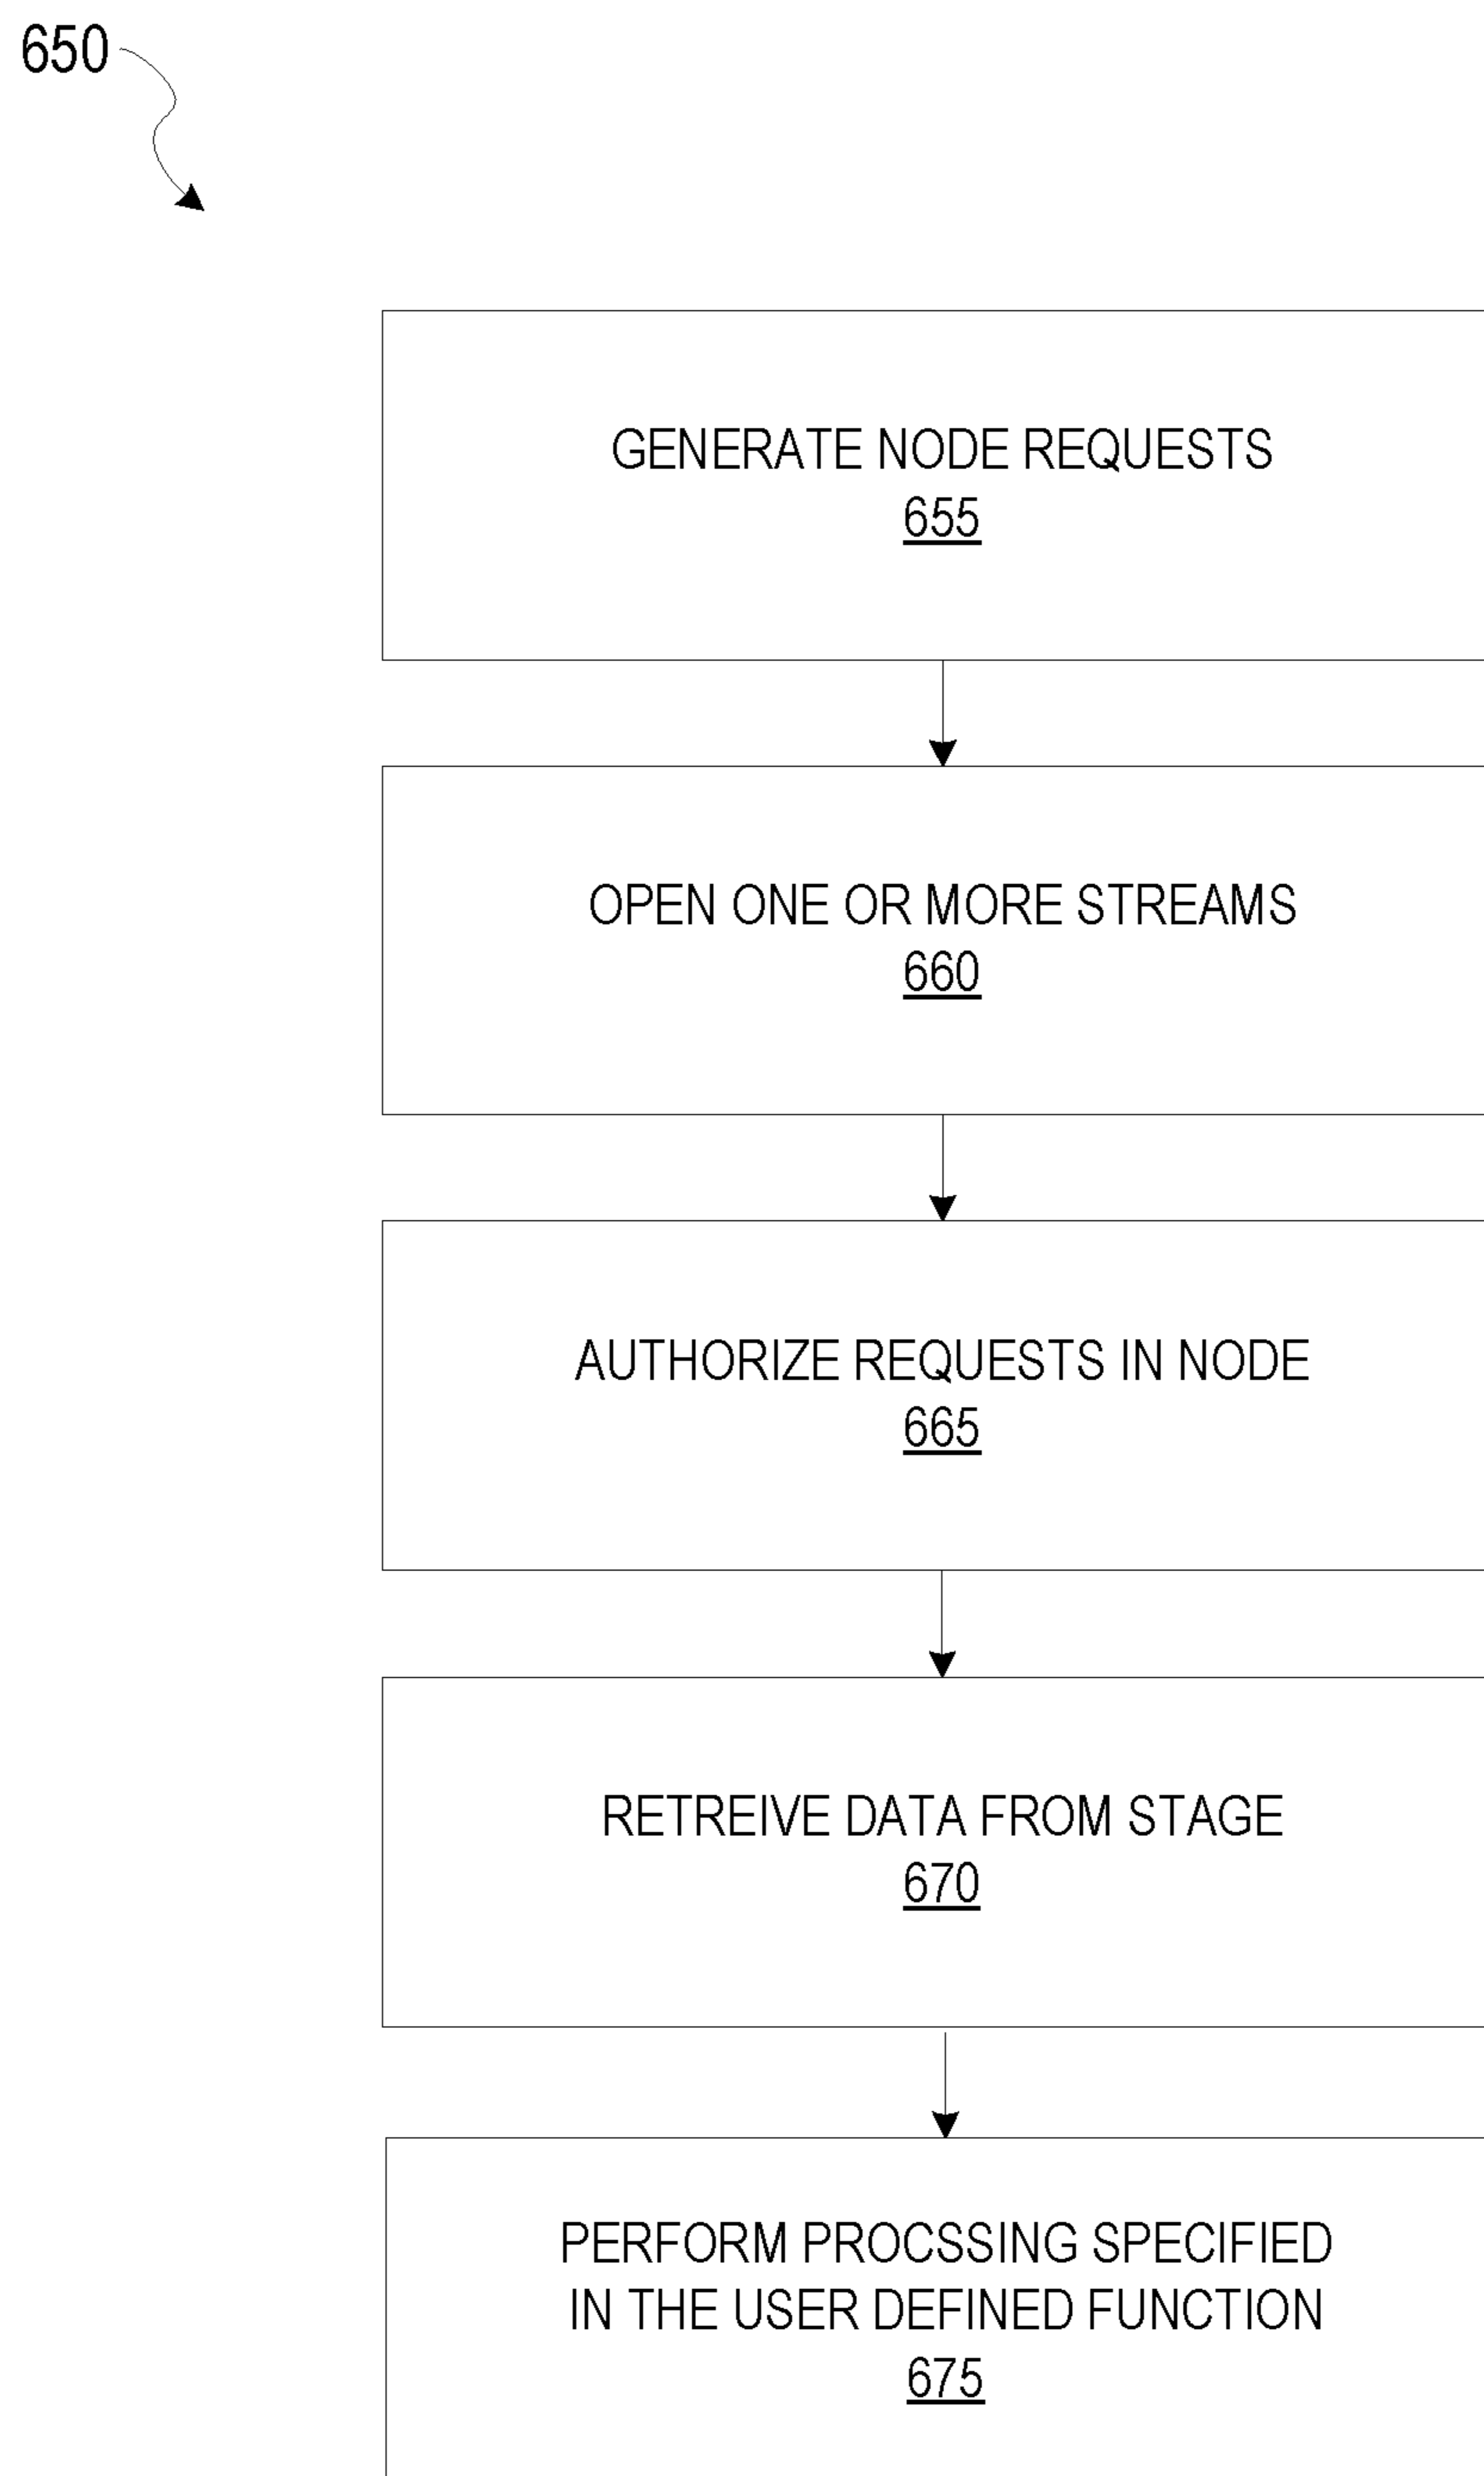 650
GENERATE NODE REQUESTS
655
OPEN ONE OR MORE STREAMS
660
AUTHORIZE REQUESTS IN NODE
665
RETREIVE DATA FROM STAGE
670
PERFORM PROCSSING SPECIFIED
IN THE USER DEFINED FUNCTION
675